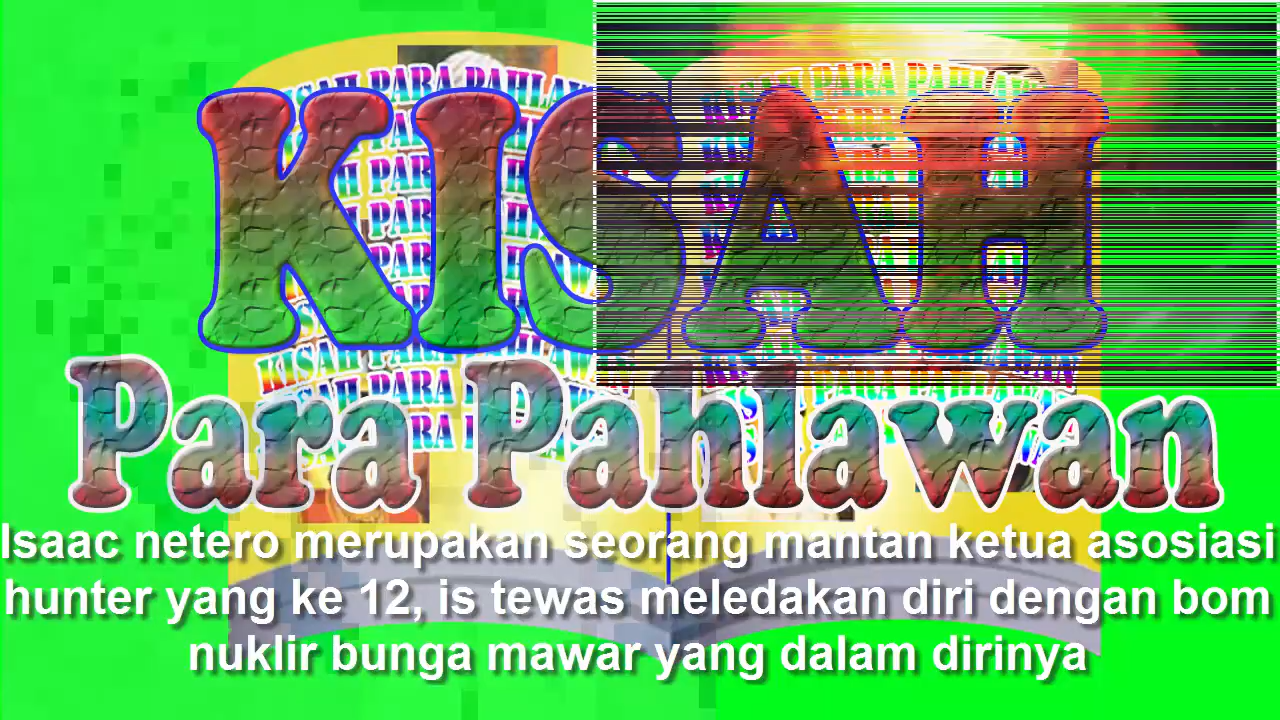 KISAH
Para Pahlawan
Isaac netero merupakan seorang mantan ketua asosiasi
hunter yang ke 12, is tewas meledakan diri dengan bom
nuklir bunga mawar yang dalam dirinya